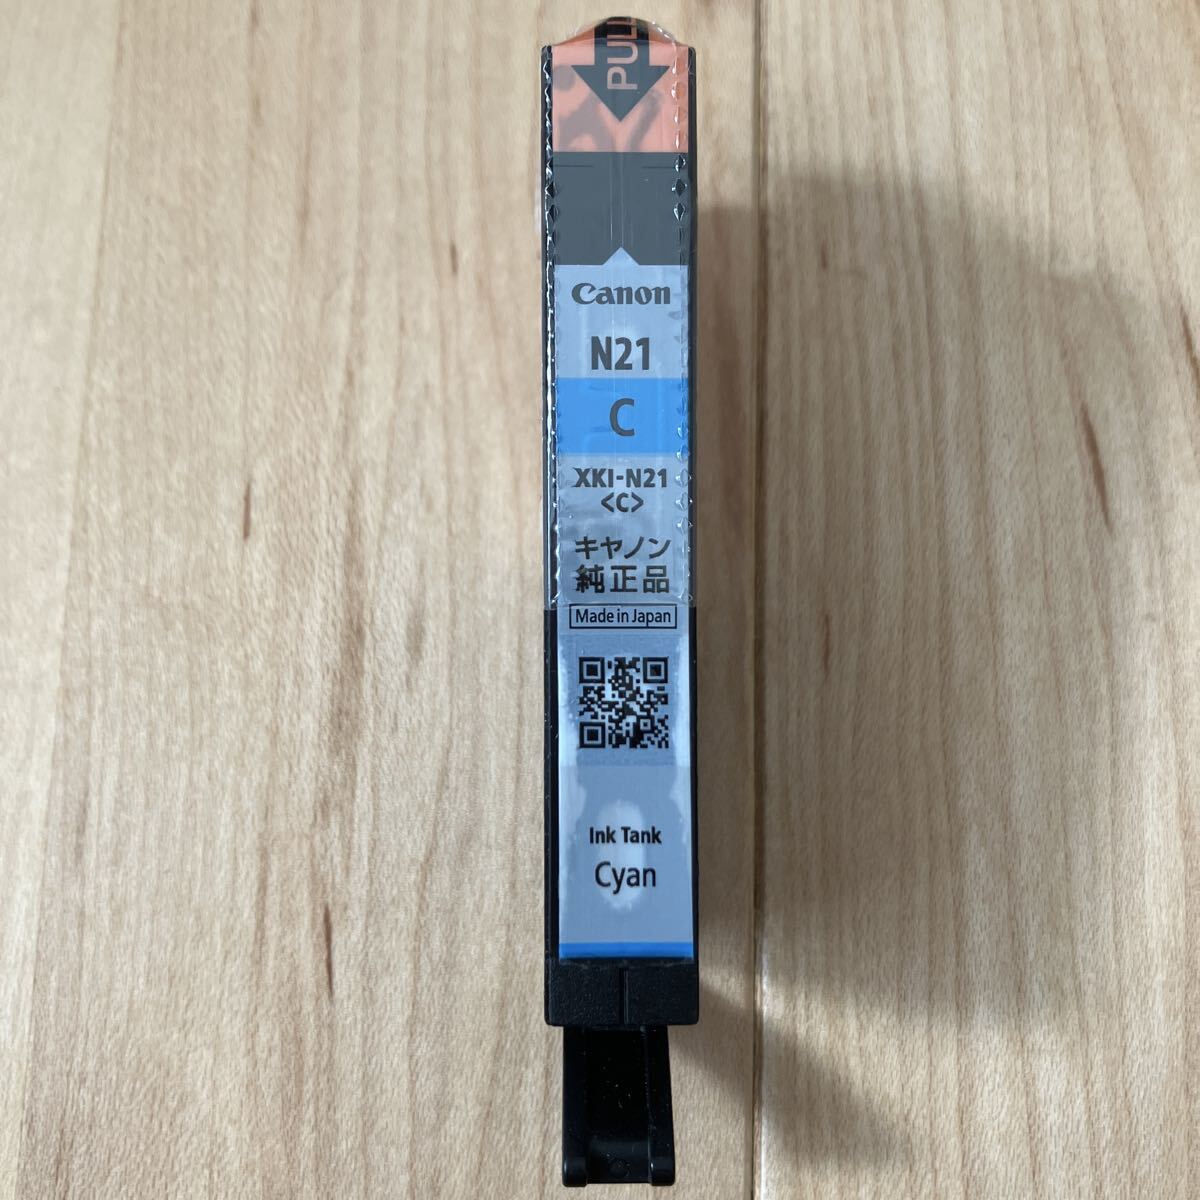 PULL
Canon
N21
C
XKI-N21
<C>
キヤノン
純正品
Made in Japan
Ink Tank
Cyan